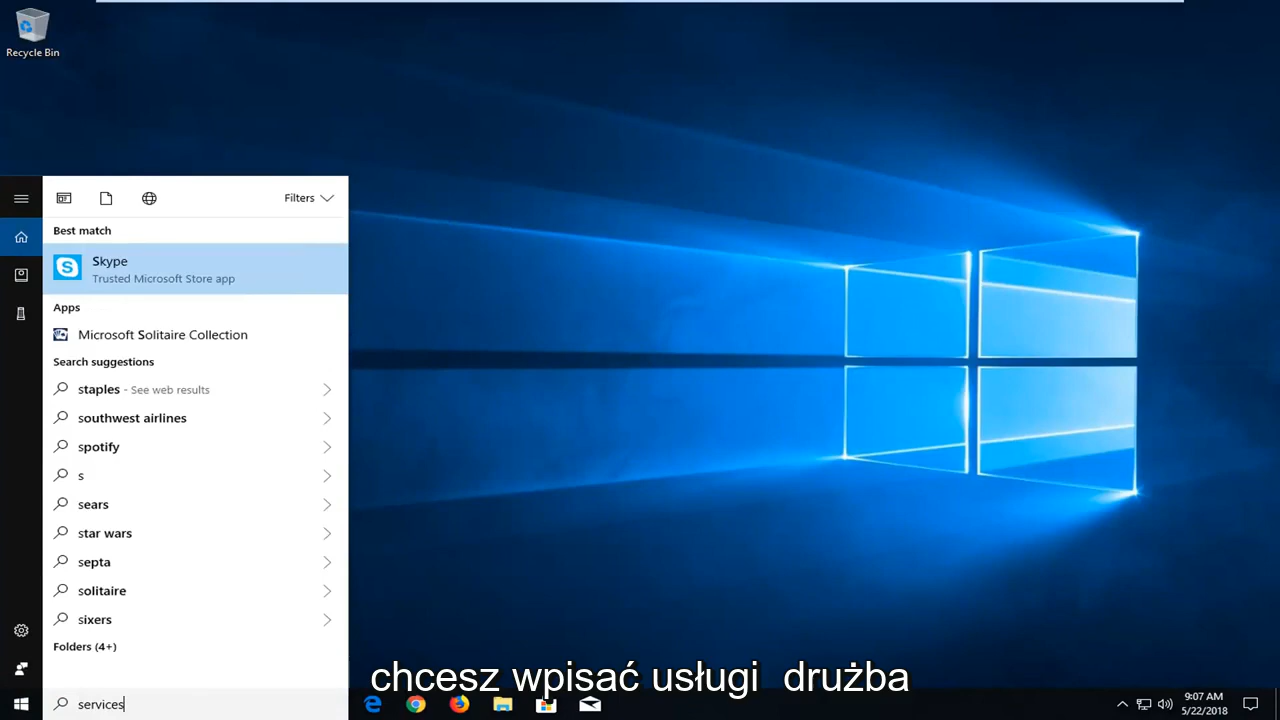 Recycle Bin
Filters
Best match
Skype
Trusted Microsoft Store app
Apps
Microsoft Solitaire Collection
Search suggestions
staples - See web results
southwest airlines
spotify
s
sears
star wars
septa
solitaire
sixers
Folders (4+)
chcesz wpisać usługi drużba
services
9:07 AM
5/22/2018